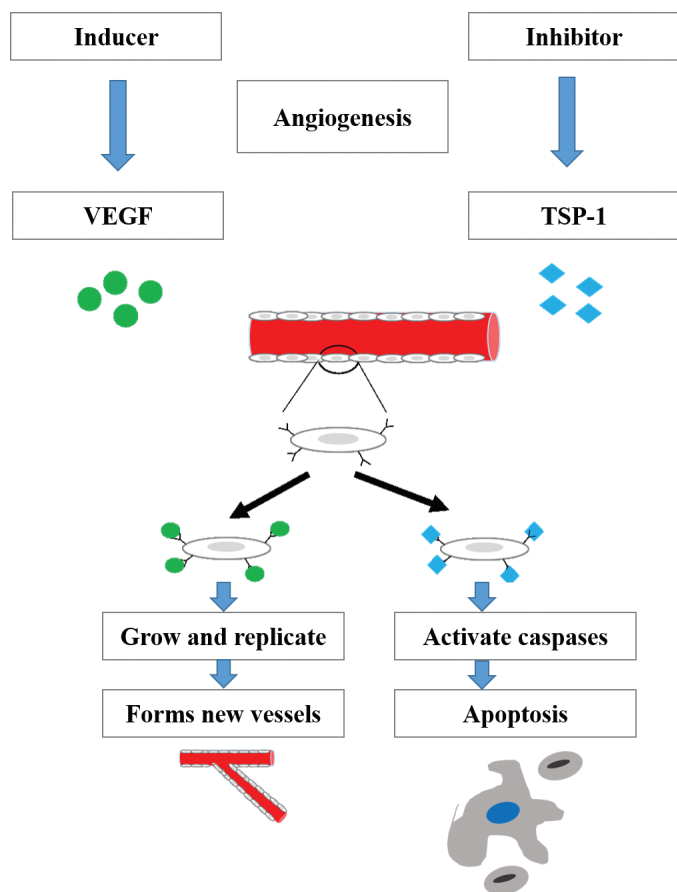 Inducer
Inhibitor
Angiogenesis
VEGF
TSP-1
Grow and replicate
Activate caspases
Forms new vessels
Apoptosis